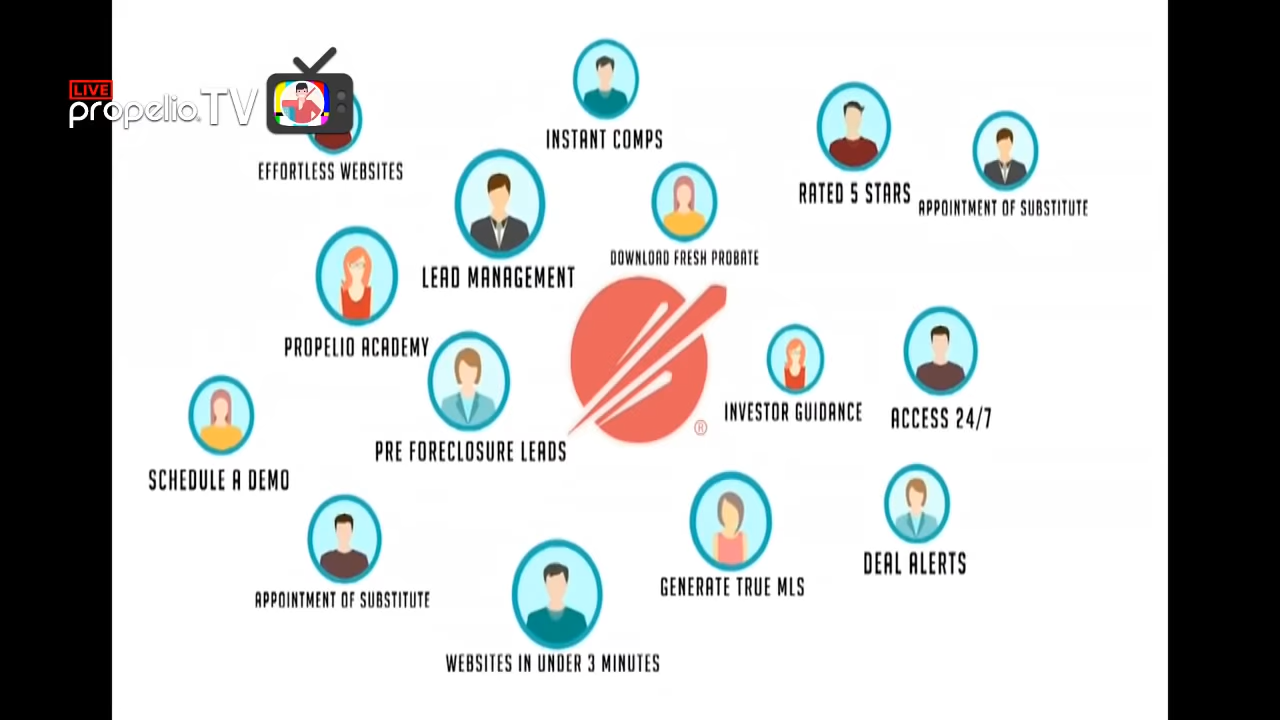 LIVE
propelio.TV
INSTANT COMPS
EFFORTLESS WEBSITES
RATED 5 STARS
APPOINTMENT OF SUBSTITUTE
DOWNLOAD FRESH PROBATE
LEAD MANAGEMENT
PROPELIO ACADEMY
INVESTOR GUIDANCE
ACCESS 24/7
®
PRE FORECLOSURE LEADS
SCHEDULE A DEMO
DEAL ALERTS
GENERATE TRUE MLS
APPOINTMENT OF SUBSTITUTE
WEBSITES IN UNDER 3 MINUTES